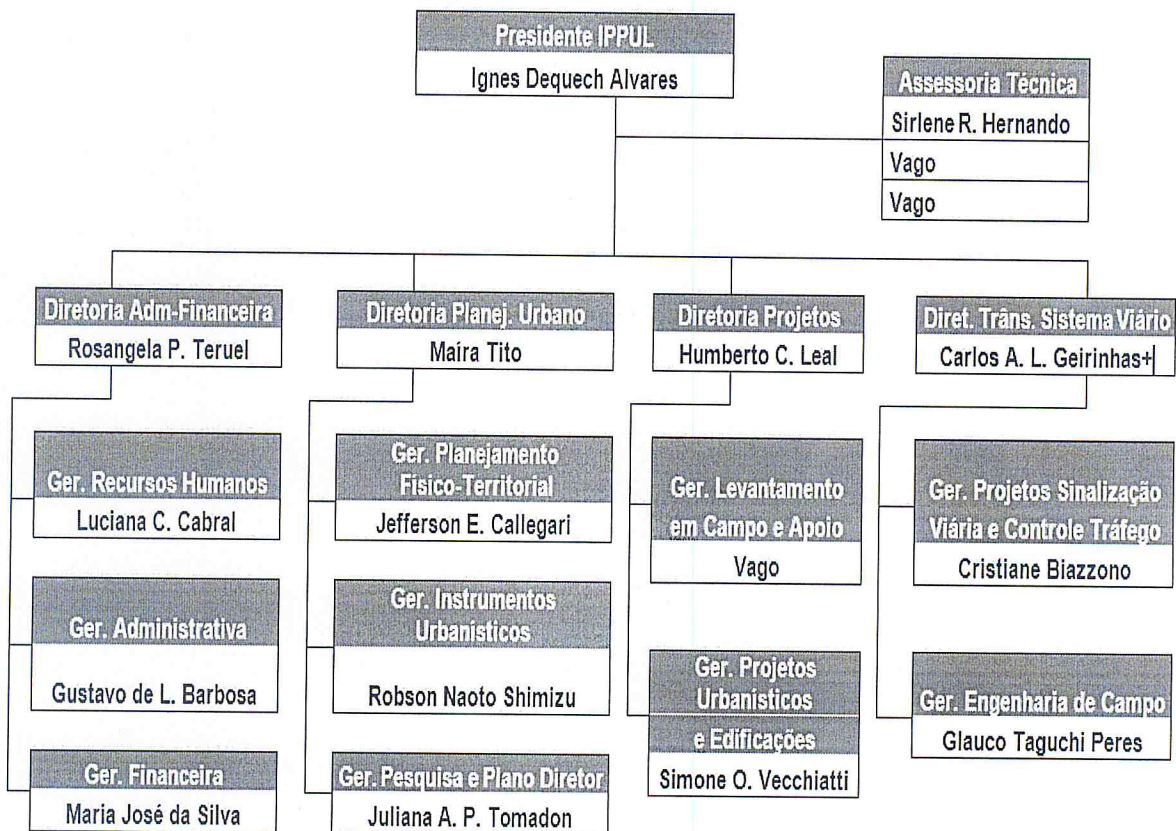 Presidente IPPUL
Ignes Dequech Alvares
Assessoria Técnica
Sirlene R. Hernando
Vago
Vago
Diretoria Adm-Financeira
Rosangela P. Teruel
Diretoria Planej. Urbano
Maíra Tito
Diretoria Projetos
Humberto C. Leal
Diret. Trâns. Sistema Viário
Carlos A. L. Geirinhas+
Ger. Recursos Humanos
Luciana C. Cabral
Ger. Administrativa
Gustavo de L. Barbosa
Ger. Financeira
Maria José da Silva
Ger. Planejamento
Físico-Territorial
Jefferson E. Callegari
Ger. Instrumentos
Urbanísticos
Robson Naoto Shimizu
Ger. Pesquisa e Plano Diretor
Juliana A. P. Tomadon
Ger. Levantamento
em Campo e Apoio
Vago
Ger. Projetos
Urbanísticos
e Edificações
Simone O. Vecchiatti
Ger. Projetos Sinalização
Viária e Controle Tráfego
Cristiane Biazzono
Ger. Engenharia de Campo
Glauco Taguchi Peres